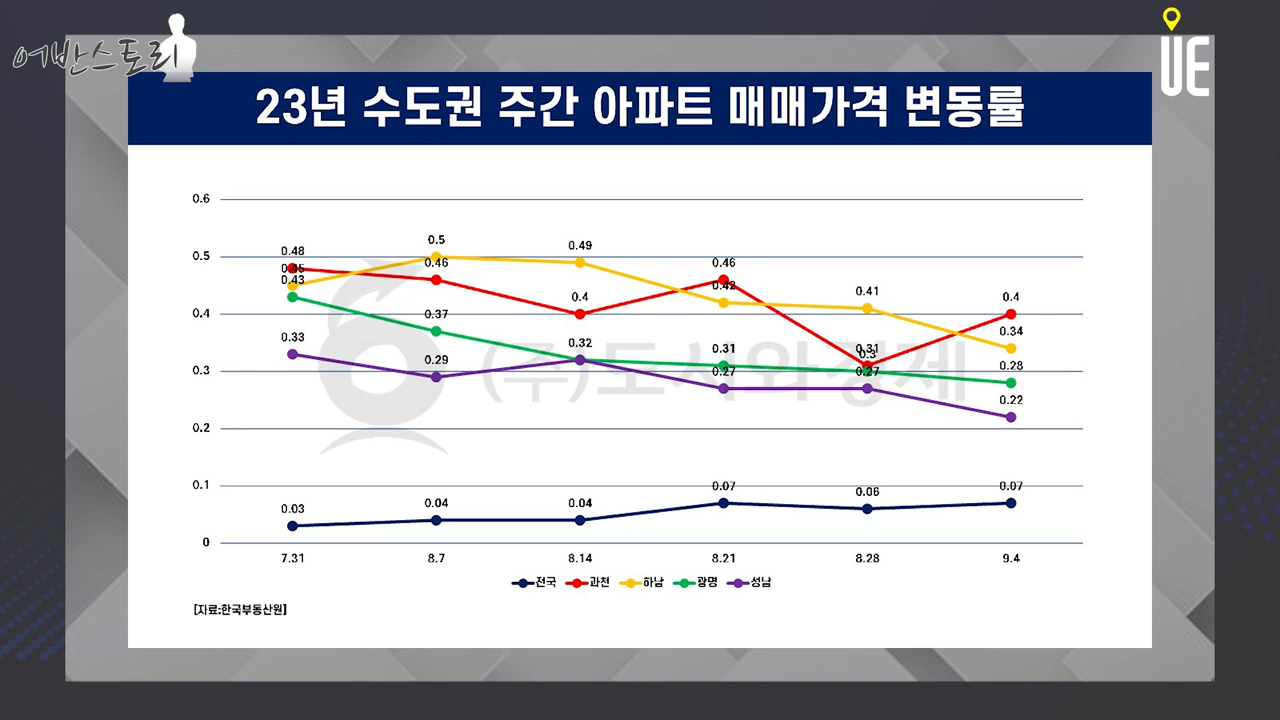 어반스토리
UE
23년 수도권 주간 아파트 매매가격 변동률
0.6
0.5
0.4
0.3
0.2
0.1
0
0.48 0.46 0.4 0.46 0.31 0.4
0.45 0.5 0.49 0.42 0.41 0.34
0.43 0.37 0.32 0.31 0.3 0.28
0.33 0.29 0.27 0.27 0.22
0.03 0.04 0.04 0.07 0.06 0.07
(주)도시와경제
7.31 8.7 8.14 8.21 8.28 9.4
전국 과천 하남 광명 성남
[자료:한국부동산원]